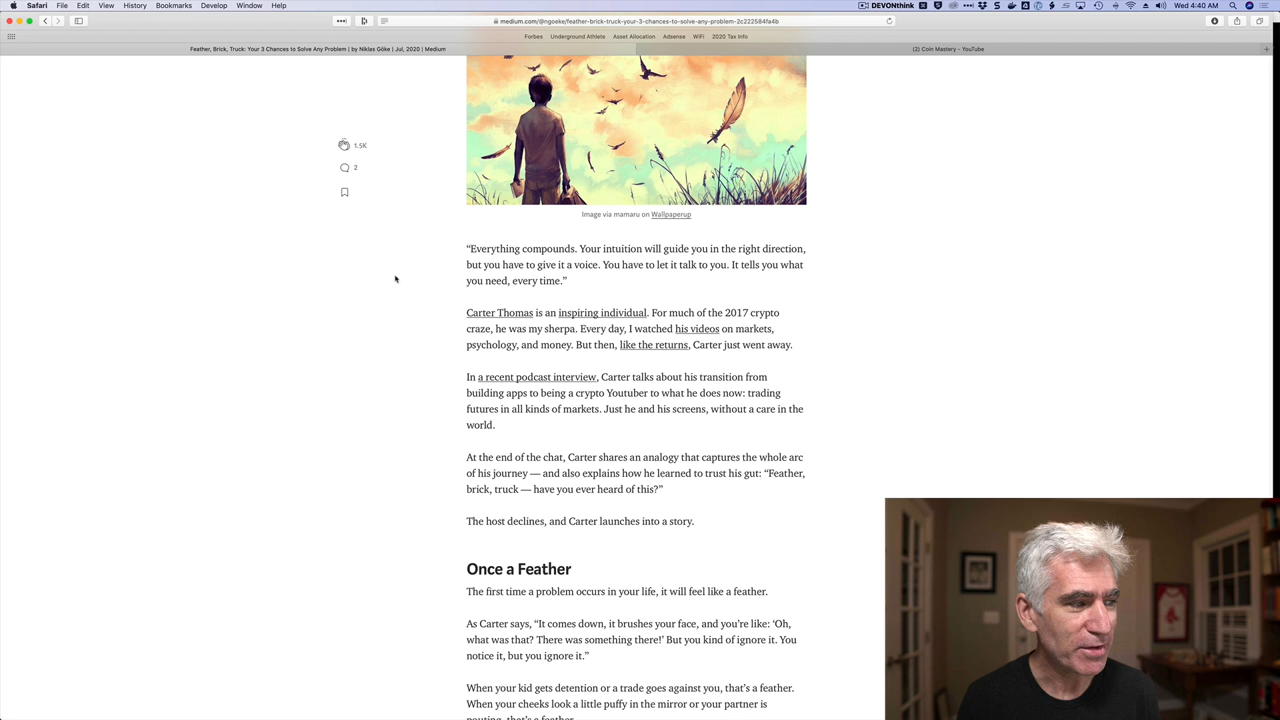 Safari File Edit View History Bookmarks Develop Window Help
DEVONthink
Wed 4:40 AM
medium.com/@ngoeke/feather-brick-truck-your-3-chances-to-solve-any-problem-2c222584fa4b
Forbes Underground Athlete Asset Allocation Adsense WiFi 2020 Tax Info
Feather, Brick, Truck: Your 3 Chances to Solve Any Problem | by Niklas Göke | Jul, 2020 | Medium
(2) Coin Mastery - YouTube
1.5K
2
Image via mamaru on Wallpaperup
“Everything compounds. Your intuition will guide you in the right direction,
but you have to give it a voice. You have to let it talk to you. It tells you what
you need, every time.”
Carter Thomas is an inspiring individual. For much of the 2017 crypto
craze, he was my sherpa. Every day, I watched his videos on markets,
psychology, and money. But then, like the returns, Carter just went away.
In a recent podcast interview, Carter talks about his transition from
building apps to being a crypto Youtuber to what he does now: trading
futures in all kinds of markets. Just he and his screens, without a care in the
world.
At the end of the chat, Carter shares an analogy that captures the whole arc
of his journey — and also explains how he learned to trust his gut: “Feather,
brick, truck — have you ever heard of this?”
The host declines, and Carter launches into a story.
Once a Feather
The first time a problem occurs in your life, it will feel like a feather.
As Carter says, “It comes down, it brushes your face, and you’re like: ‘Oh,
what was that? There was something there!’ But you kind of ignore it. You
notice it, but you ignore it.”
When your kid gets detention or a trade goes against you, that’s a feather.
When your cheeks look a little puffy in the mirror or your partner is
pouting, that’s a feather.